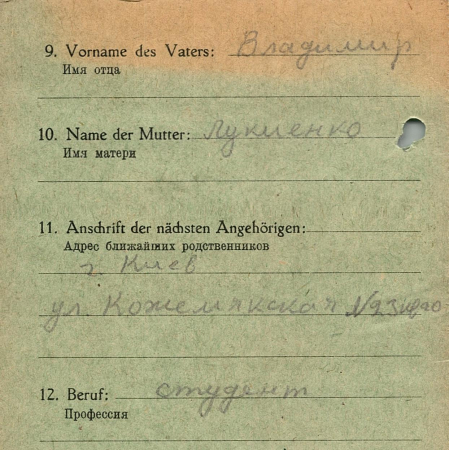 9. Vorname des Vaters: Владимир
Имя отца
10. Name der Mutter: Лукиенко
Имя матери
11. Anschrift der nächsten Angehörigen:
Адрес ближайших родственников
г. Киев
ул. Кожемякская №23
12. Beruf: студент
Профессия